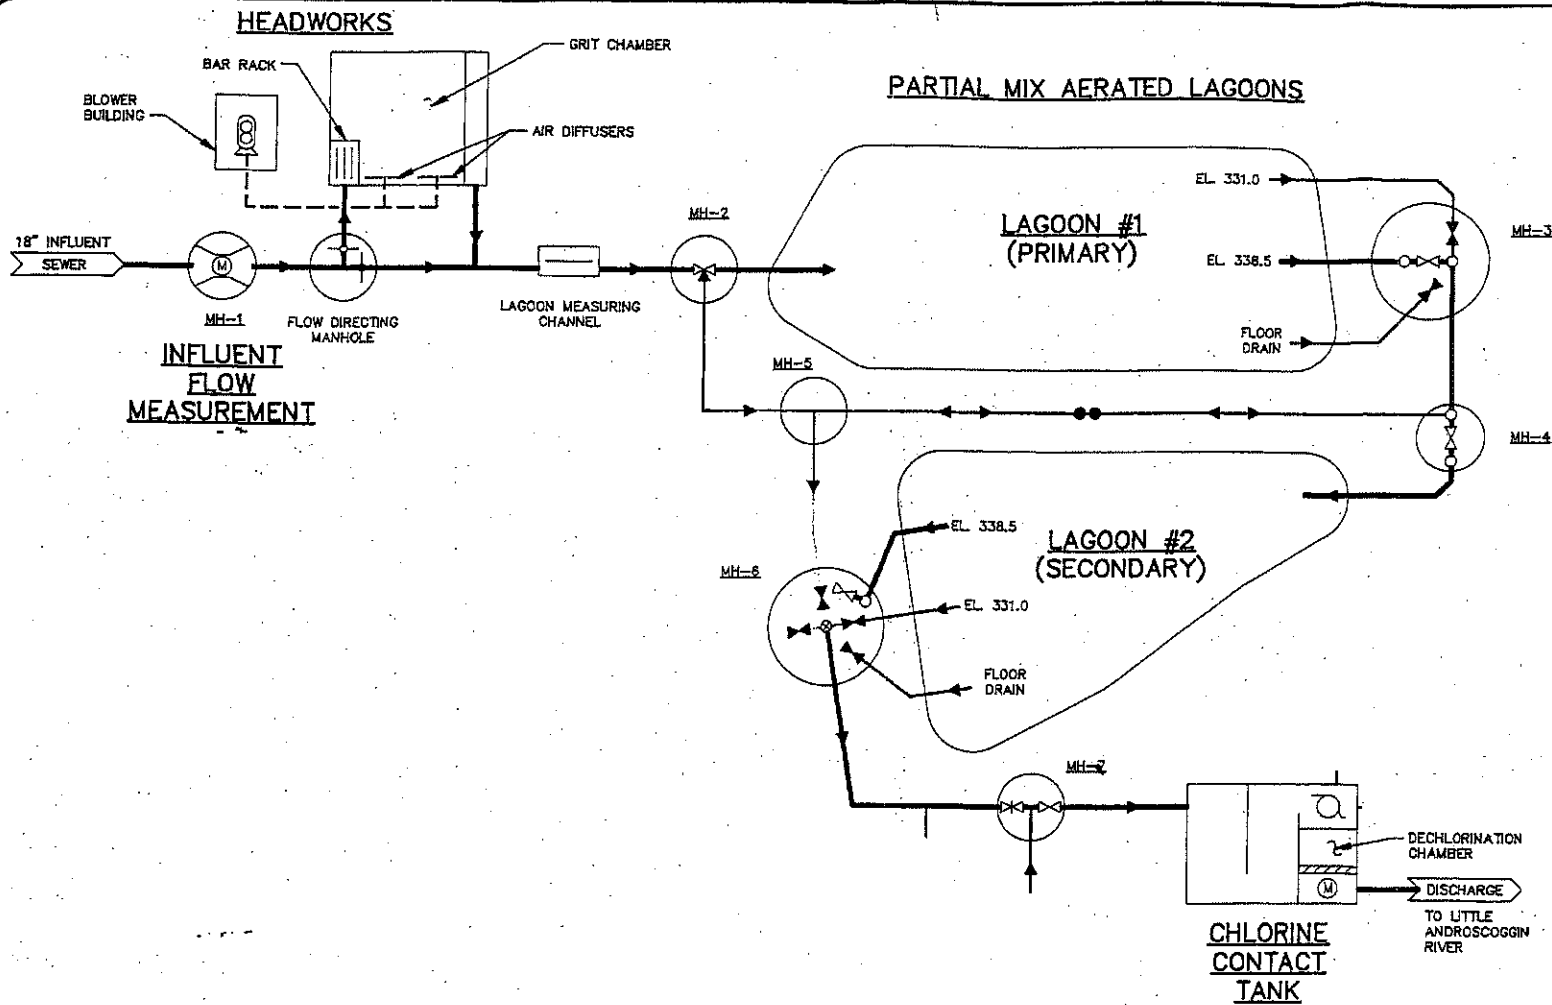 HEADWORKS
GRIT CHAMBER
BAR RACK
BLOWER
BUILDING
AIR DIFFUSERS
PARTIAL MIX AERATED LAGOONS
18" INFLUENT
SEWER
M
MH-1
FLOW DIRECTING
MANHOLE
INFLUENT
FLOW
MEASUREMENT
LAGOON MEASURING
CHANNEL
MH-2
EL. 331.0
LAGOON #1
(PRIMARY)
EL. 338.5
FLOOR
DRAIN
MH-3
MH-5
MH-4
EL. 338.5
LAGOON #2
(SECONDARY)
MH-6
EL. 331.0
FLOOR
DRAIN
MH-7
DECHLORINATION
CHAMBER
M
DISCHARGE
TO LITTLE
ANDROSCOGGIN
RIVER
CHLORINE
CONTACT
TANK